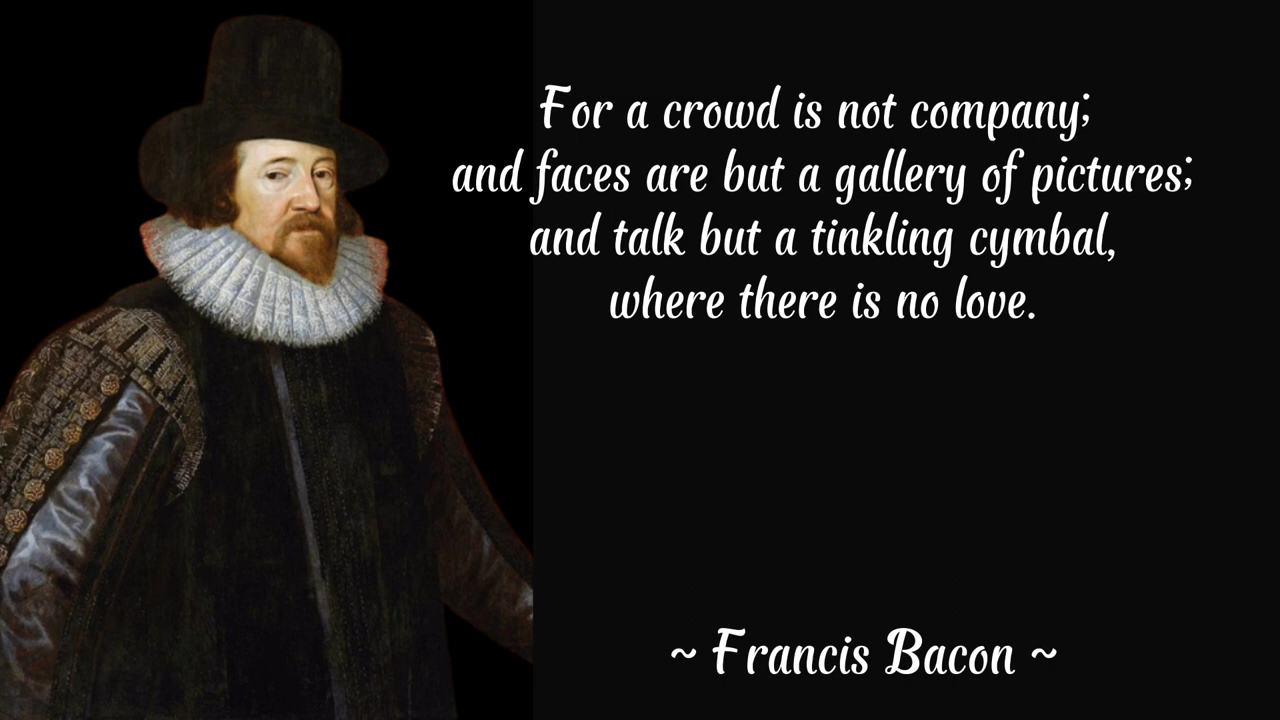 For a crowd is not company;
and faces are but a gallery of pictures;
and talk but a tinkling cymbal,
where there is no love.
~ Francis Bacon ~